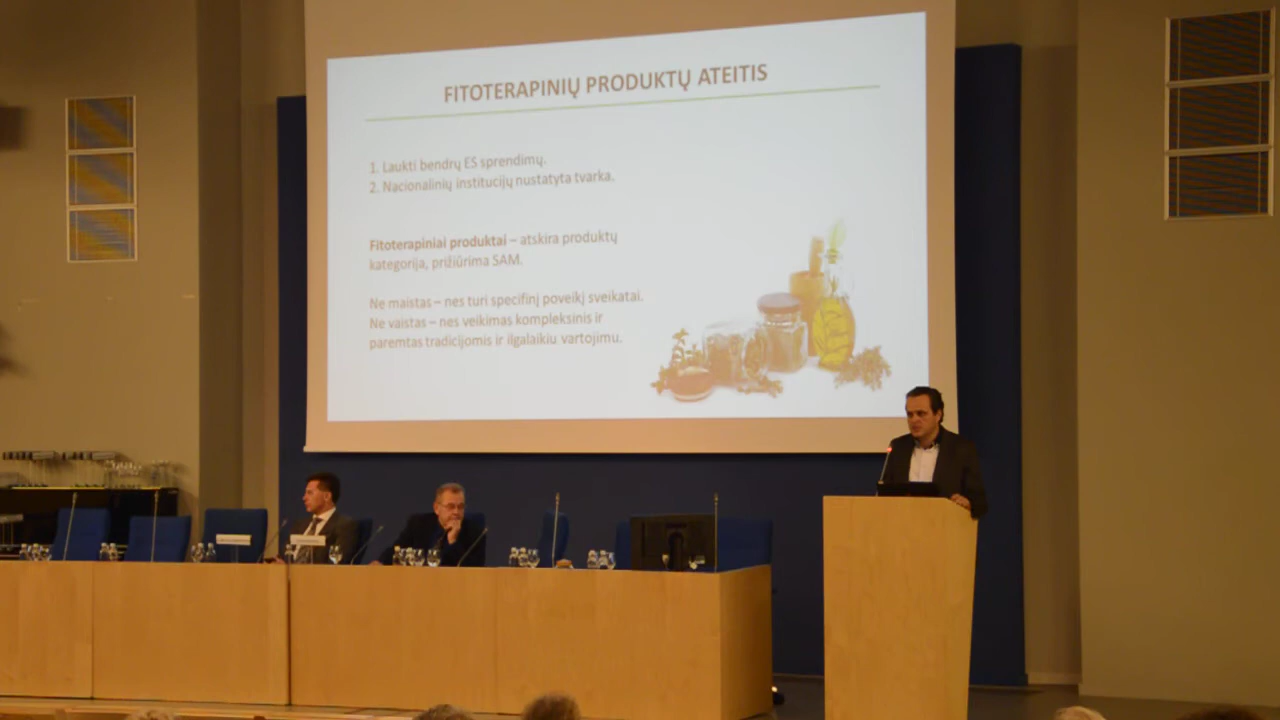 FITOTERAPINIŲ PRODUKTŲ ATEITIS
1. Laukti bendrų ES sprendimų.
2. Nacionalinių institucijų nustatyta tvarka.
Fitoterapiniai produktai – atskira produktų
kategorija, prižiūrima SAM.
Ne maistas – nes turi specifinį poveikį sveikatai.
Ne vaistas – nes veikimas kompleksinis ir
paremtas tradicijomis ir ilgalaikiu vartojimu.